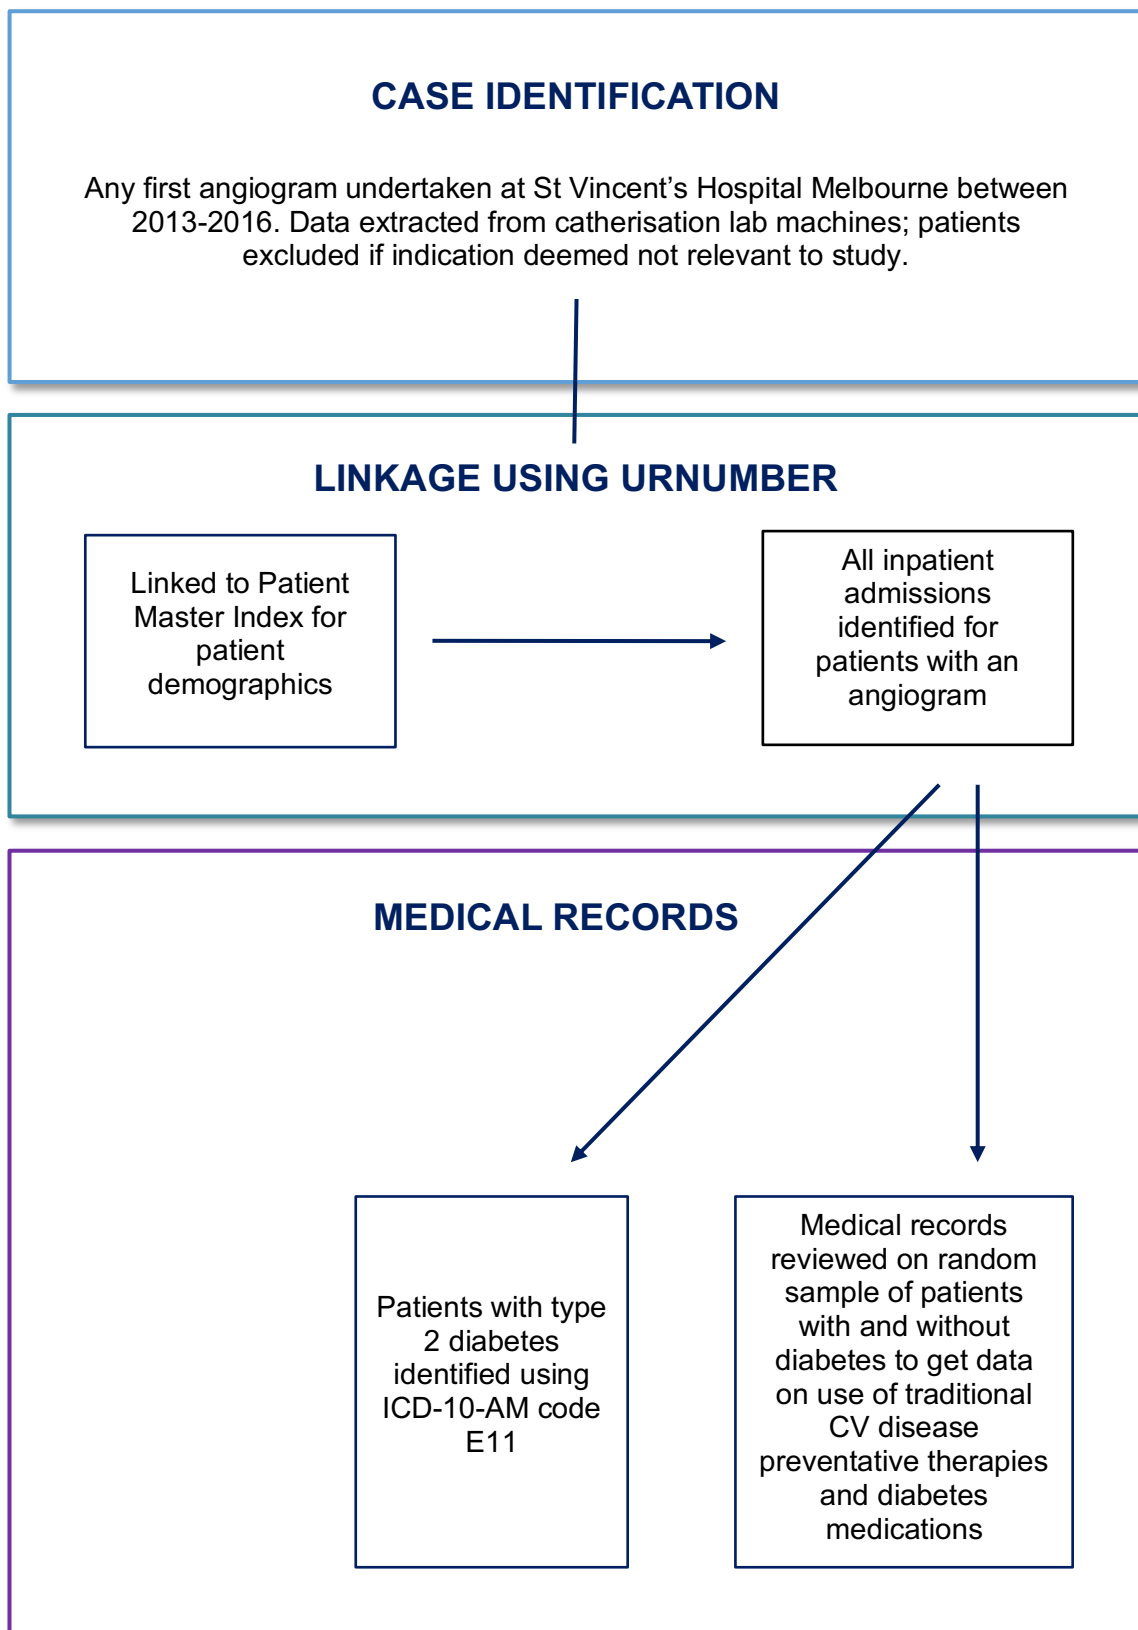 CASE IDENTIFICATION
Any first angiogram undertaken at St Vincent’s Hospital Melbourne between
2013-2016. Data extracted from catherisation lab machines; patients
excluded if indication deemed not relevant to study.
LINKAGE USING URNUMBER
Linked to Patient
Master Index for
patient
demographics
All inpatient
admissions
identified for
patients with an
angiogram
MEDICAL RECORDS
Patients with type
2 diabetes
identified using
ICD-10-AM code
E11
Medical records
reviewed on random
sample of patients
with and without
diabetes to get data
on use of traditional
CV disease
preventative therapies
and diabetes
medications